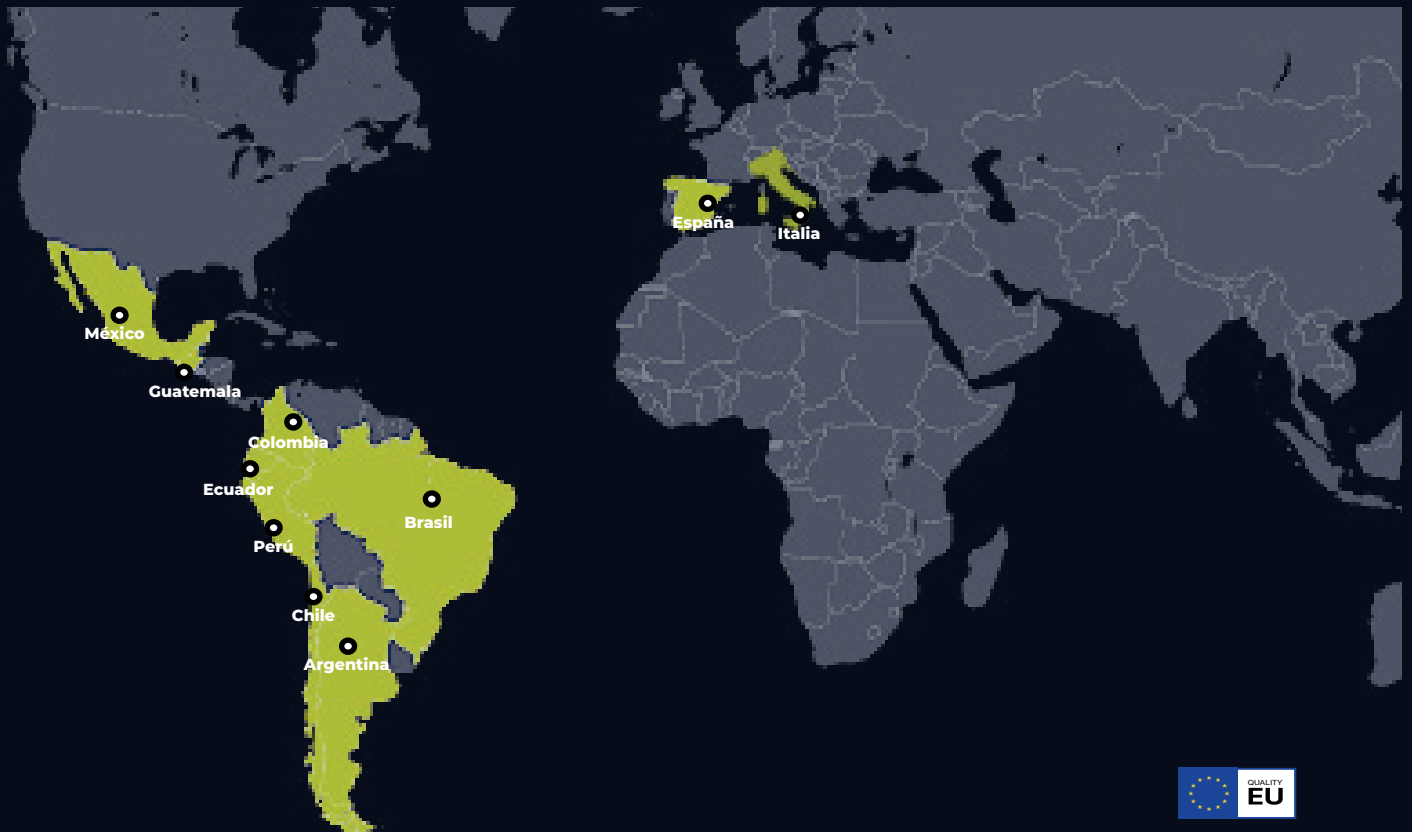 España
Italia
México
Guatemala
Colombia
Ecuador
Brasil
Perú
Chile
Argentina
QUALITY
EU